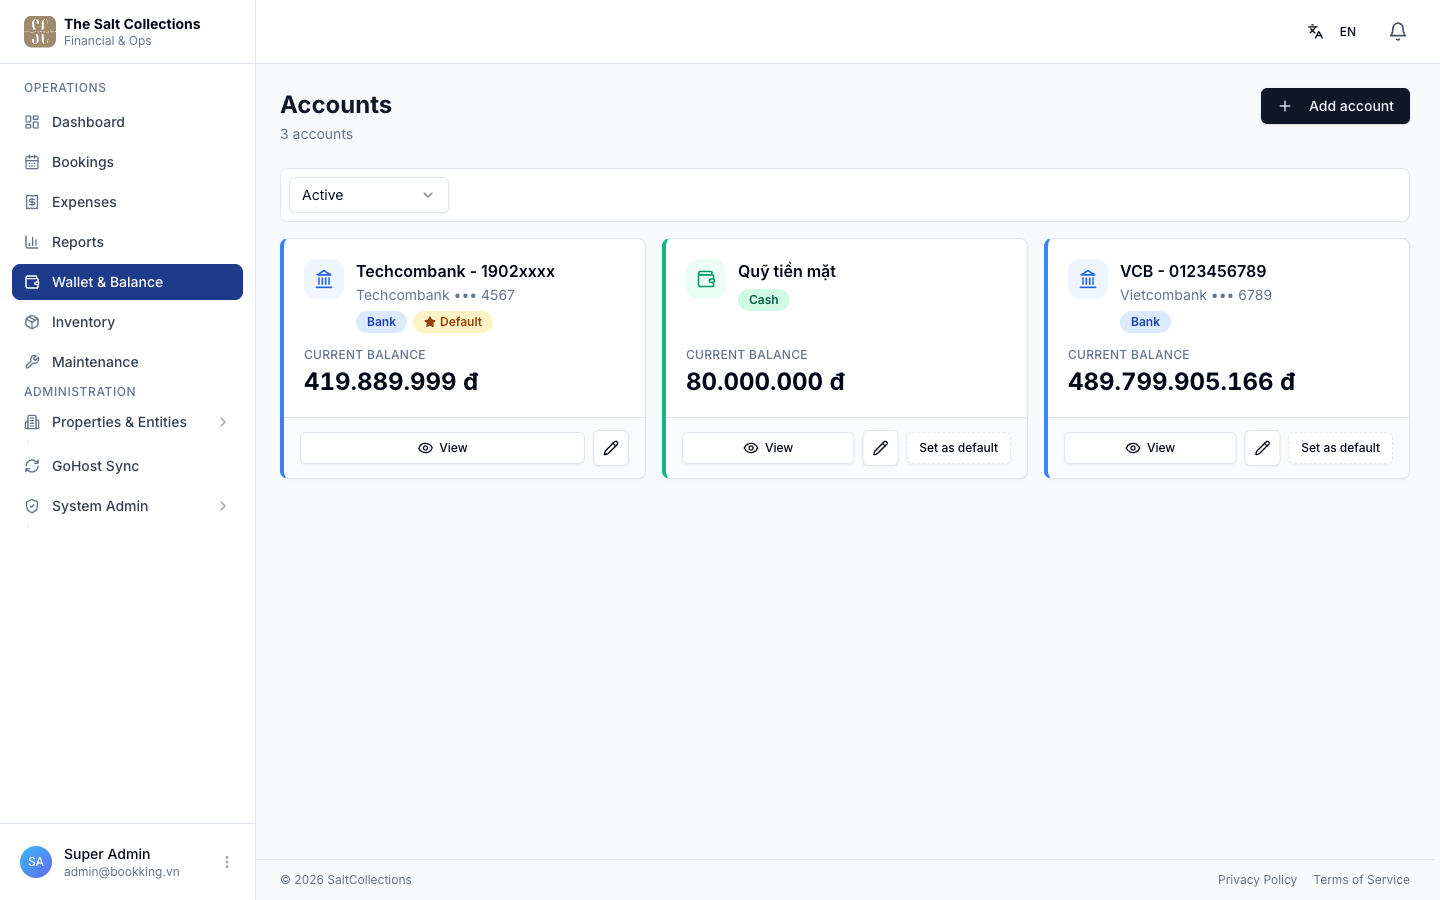 The Salt Collections
Financial & Ops
EN
OPERATIONS
Dashboard
Bookings
Expenses
Reports
Wallet & Balance
Inventory
Maintenance
ADMINISTRATION
Properties & Entities
GoHost Sync
System Admin
Super Admin
SA
admin@bookking.vn
Accounts
3 accounts
Add account
Active
Techcombank - 1902xxxx
Techcombank ••• 4567
Bank
Default
CURRENT BALANCE
419.889.999 đ
View
Quỹ tiền mặt
Cash
CURRENT BALANCE
80.000.000 đ
View
Set as default
VCB - 0123456789
Vietcombank ••• 6789
Bank
CURRENT BALANCE
489.799.905.166 đ
View
Set as default
© 2026 SaltCollections
Privacy Policy
Terms of Service